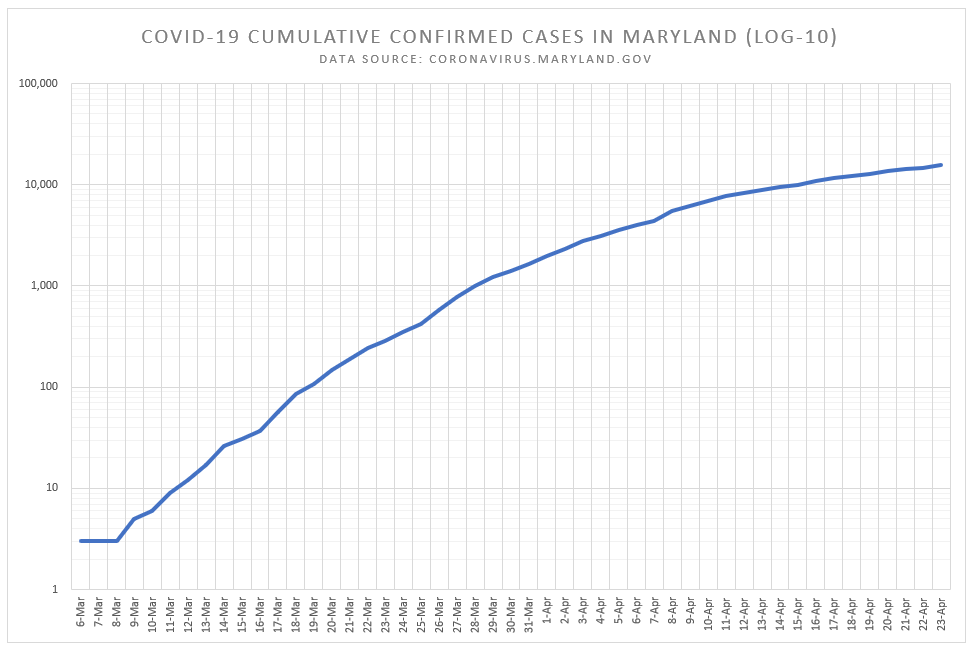 COVID-19 CUMULATIVE CONFIRMED CASES IN MARYLAND (LOG-10)
DATA SOURCE: CORONAVIRUS.MARYLAND.GOV
100,000
10,000
1,000
100
10
1
6-Mar
7-Mar
8-Mar
9-Mar
10-Mar
11-Mar
12-Mar
13-Mar
14-Mar
15-Mar
16-Mar
17-Mar
18-Mar
19-Mar
20-Mar
21-Mar
22-Mar
23-Mar
24-Mar
25-Mar
26-Mar
27-Mar
28-Mar
29-Mar
30-Mar
31-Mar
1-Apr
2-Apr
3-Apr
4-Apr
5-Apr
6-Apr
7-Apr
8-Apr
9-Apr
10-Apr
11-Apr
12-Apr
13-Apr
14-Apr
15-Apr
16-Apr
17-Apr
18-Apr
19-Apr
20-Apr
21-Apr
22-Apr
23-Apr